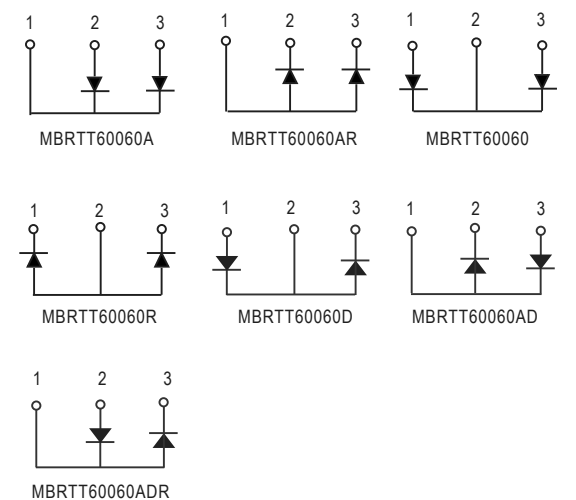 1 2 3
MBRTT60060A
1 2 3
MBRTT60060AR
1 2 3
MBRTT60060
1 2 3
MBRTT60060R
1 2 3
MBRTT60060D
1 2 3
MBRTT60060AD
1 2 3
MBRTT60060ADR